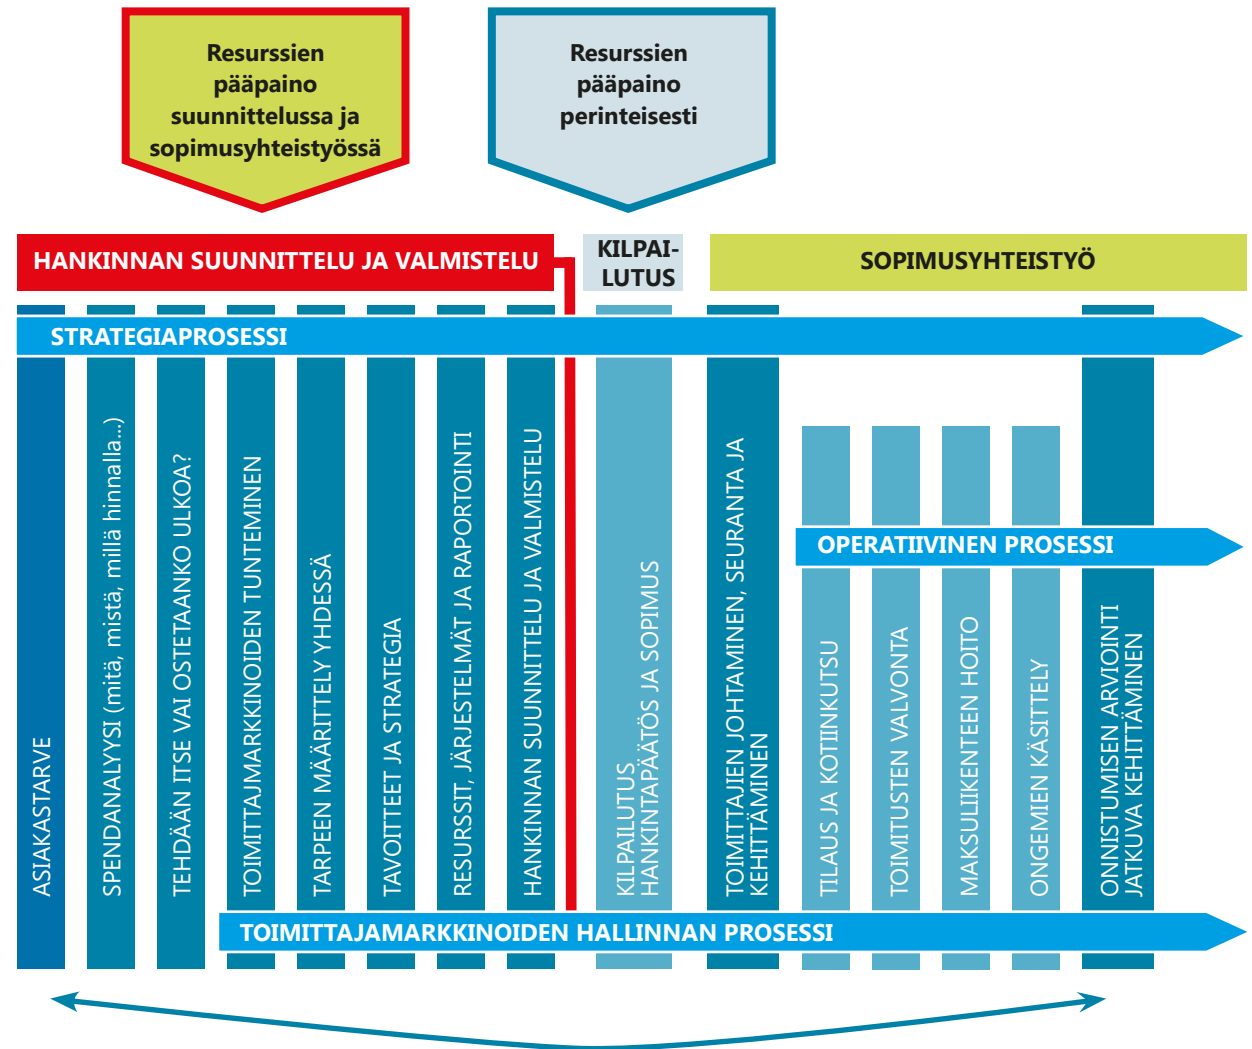 Resurssien
pääpaino
suunnittelussa ja
sopimusyhteistyössä
Resurssien
pääpaino
perinteisesti
HANKINNAN SUUNNITTELU JA VALMISTELU
KILPAI-
LUTUS
SOPIMUSYHTEISTYÖ
STRATEGIAPROSESSI
ASIAKASTARVE
SPENDANALYYSI (mitä, mistä, millä hinnalla...)
TEHDÄÄN ITSE VAI OSTETAANKO ULKOA?
TOIMITTAJMARKKINOIDEN TUNTEMINEN
TARPEEN MÄÄRITTELY YHDESSÄ
TAVOITTEET JA STRATEGIA
RESURSSIT, JÄRJESTELMÄT JA RAPORTOINTI
HANKINNAN SUUNNITTELU JA VALMISTELU
KILPAILUTUS
HANKINTAPÄÄTÖS JA SOPIMUS
TOIMITTAJIEN JOHTAMINEN, SEURANTA JA
KEHITTÄMINEN
OPERATIIVINEN PROSESSI
TILAUS JA KOTIINKUTSU
TOIMITUSTEN VALVONTA
MAKSULIIKENTEEN HOITO
ONGEMIEN KÄSITTELY
ONNISTUMISEN ARVIOINTI
JATKUVA KEHITTÄMINEN
TOIMITTAJAMARKKINOIDEN HALLINNAN PROSESSI